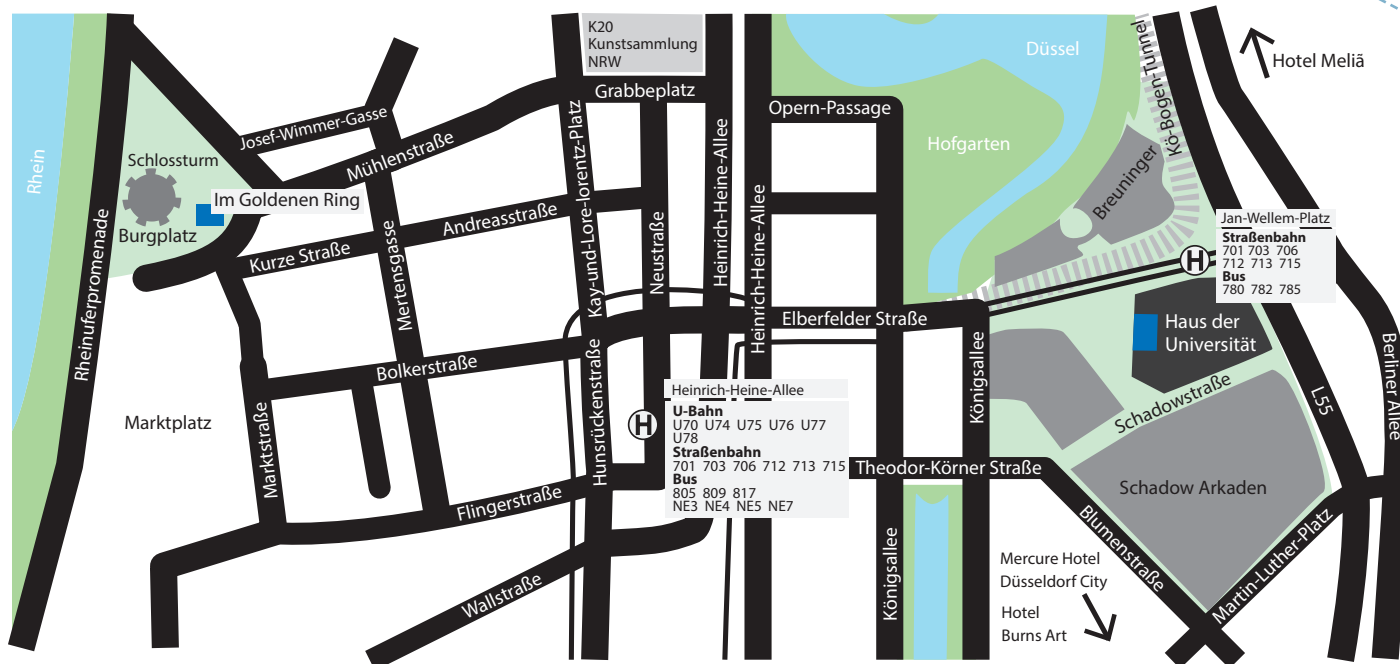 K20
Kunstsammlung
NRW
Grabbeplatz
Düssel
Kö-Bogen-Tunnel
Hotel Meliã
Opern-Passage
Josef-Wimmer-Gasse
Mühlenstraße
Kay-und-Lore-lorentz-Platz
Heinrich-Heine-Allee
Hofgarten
Rhein
Schlossturm
Im Goldenen Ring
Burgplatz
Breuninger
Andreasstraße
Kurze Straße
Mertensgasse
Neustraße
Heinrich-Heine-Allee
Jan-Wellem-Platz
Straßenbahn
701 703 706
712 713 715
Bus
780 782 785
H
Rheinuferpromenade
Elberfelder Straße
Haus der
Universität
Bolkerstraße
Königsallee
Berliner Allee
Heinrich-Heine-Allee
U-Bahn
U70 U74 U75 U76 U77
U78
Straßenbahn
701 703 706 712 713 715
Bus
805 809 817
NE3 NE4 NE5 NE7
H
Marktplatz
Marktstraße
Hunsrückenstraße
Schadowstraße
L55
Flingerstraße
Theodor-Körner Straße
Schadow Arkaden
Blumenstraße
Martin-Luther-Platz
Königsallee
Wallstraße
Mercure Hotel
Düsseldorf City
Hotel
Burns Art